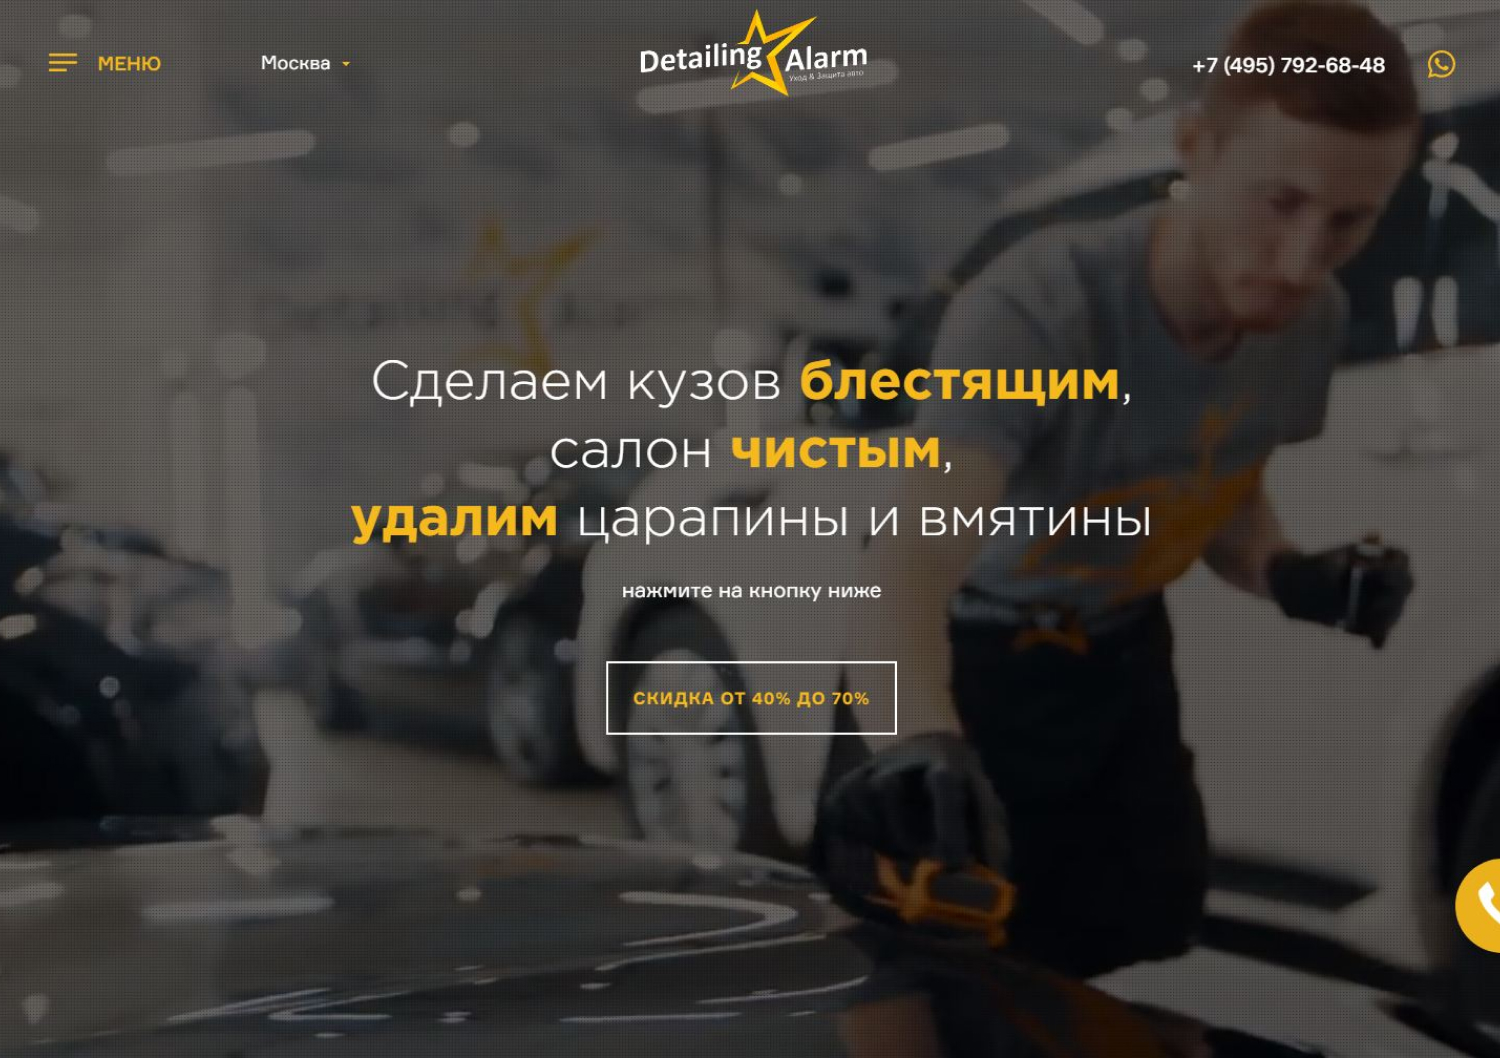 МЕНЮ
Москва
Detailing Alarm
Уход & Защита авто
+7 (495) 792-68-48
Сделаем кузов блестящим,
салон чистым,
удалим царапины и вмятины
нажмите на кнопку ниже
СКИДКА ОТ 40% ДО 70%